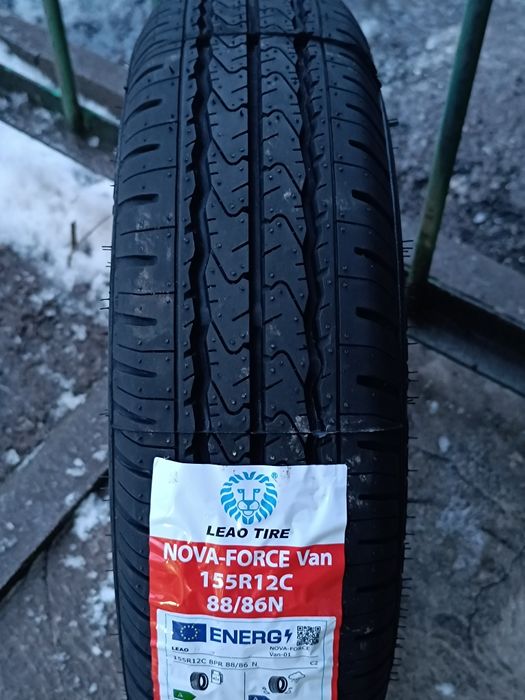 ®
LEAO TIRE
NOVA-FORCE Van
155R12C
88/86N
ENERG
LEAO
NOVA-FORCE
Van-01
155R12C 8PR 88/86 N
C2
A